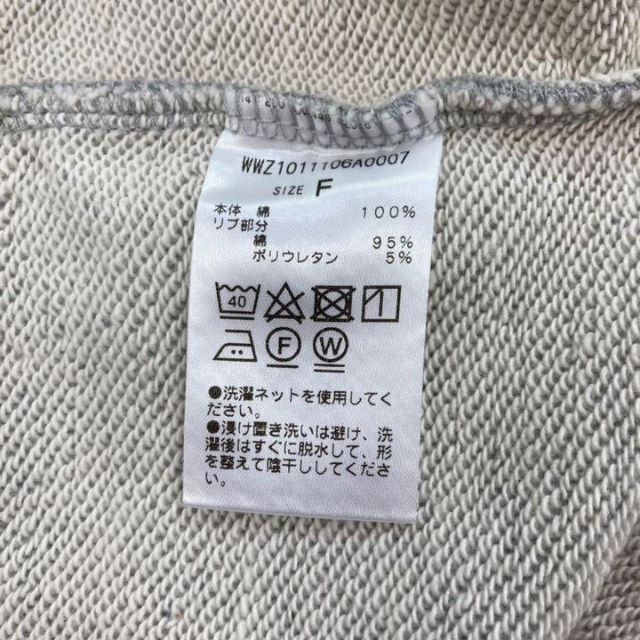 WWZ1011106A0007
SIZE F
本体 綿 100%
リブ部分
綿 95%
ポリウレタン 5%
40
F W
●洗濯ネットを使用してく
ださい。
●浸け置き洗いは避け、洗
濯後はすぐに脱水して、形
を整えて陰干ししてください。